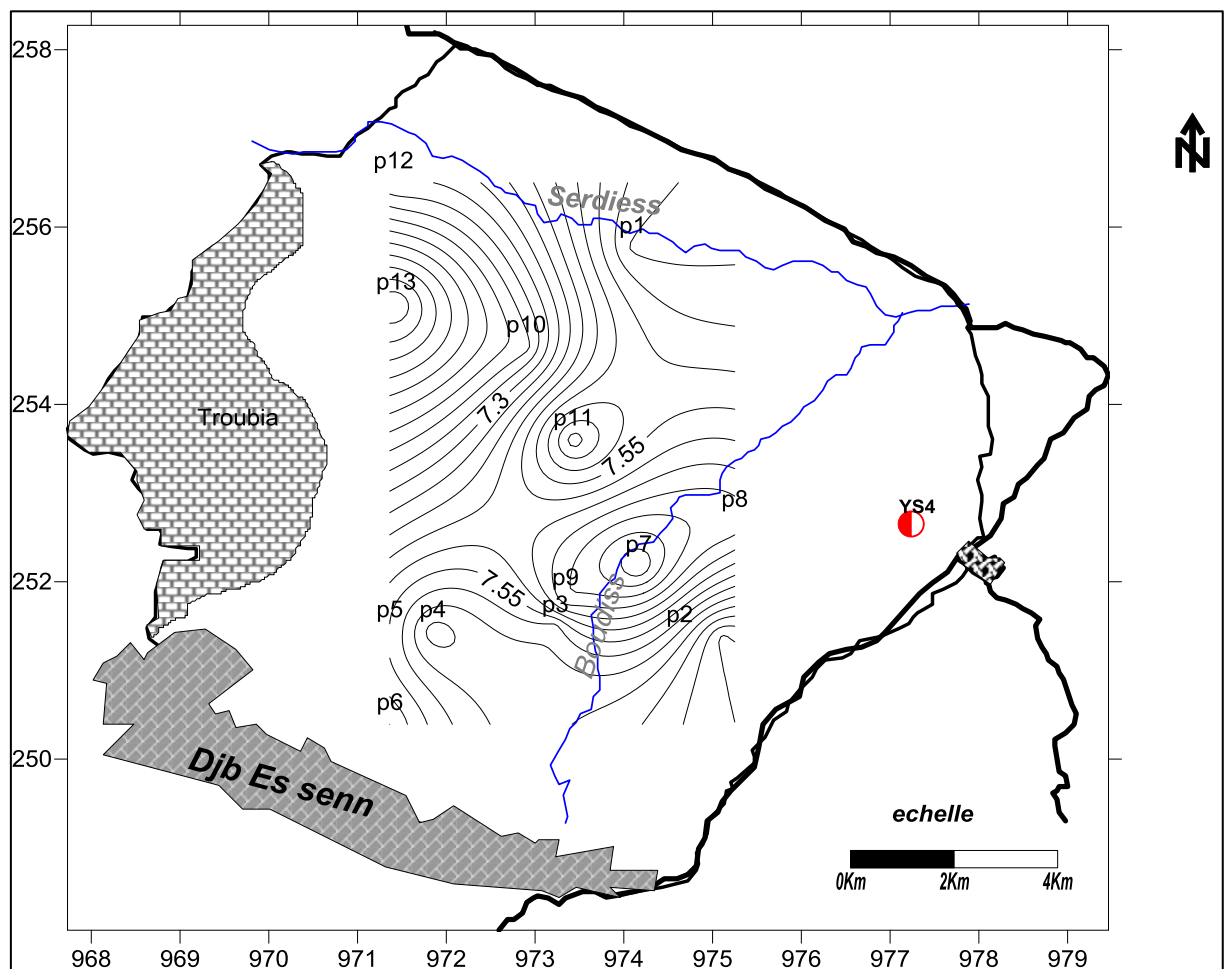 258
N
p12
Serdiess
256
p1
p13
p10
254
7.3
Troubia
p11
7.55
p8
YS4
p7
252
p9
7.55
p3
p5
p4
p2
Boudiss
p6
250
Djb Es senn
echelle
0Km 2Km 4Km
968 969 970 971 972 973 974 975 976 977 978 979